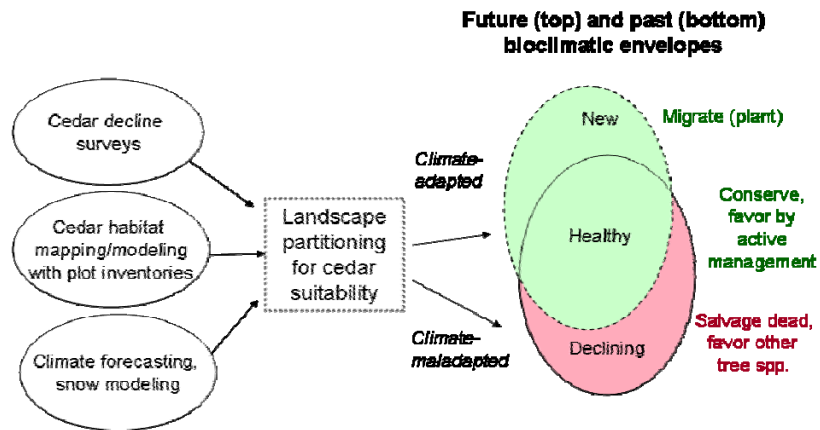 Future (top) and past (bottom)
bioclimatic envelopes
Cedar decline
surveys
Cedar habitat
mapping/modeling
with plot inventories
Climate forecasting,
snow modeling
Landscape
partitioning
for cedar
suitability
Climate-
adapted
Climate-
maladapted
New
Healthy
Declining
Migrate (plant)
Conserve,
favor by
active
management
Salvage dead,
favor other
tree spp.